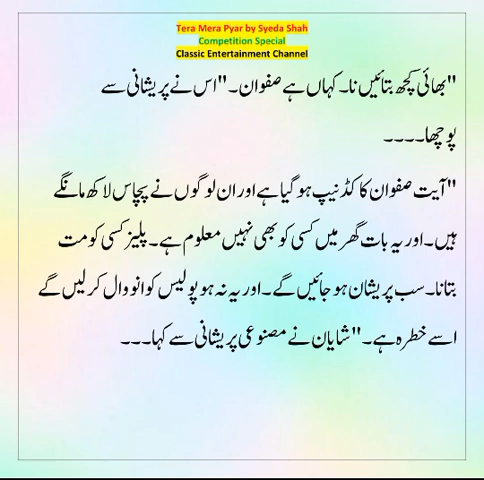 Tera Mera Pyar by Syeda Shah
Competition Special
Classic Entertainment Channel
"بھائی کچھ بتائیں نا۔ کہاں ہے صفوان۔" اس نے پریشانی سے
پوچھا۔۔۔۔
"آیت صفوان کا کڈنیپ ہو گیا ہے اور ان لوگوں نے پچاس لاکھ مانگے
ہیں۔ اور یہ بات گھر میں کسی کو بھی نہیں معلوم ہے۔ پلیز کسی کو مت
بتانا۔ سب پریشان ہو جائیں گے۔ اور یہ نہ ہو پولیس کو انووال کر لیں گے
اسے خطرہ ہے۔" شایان نے مصنوعی پریشانی سے کہا۔۔۔